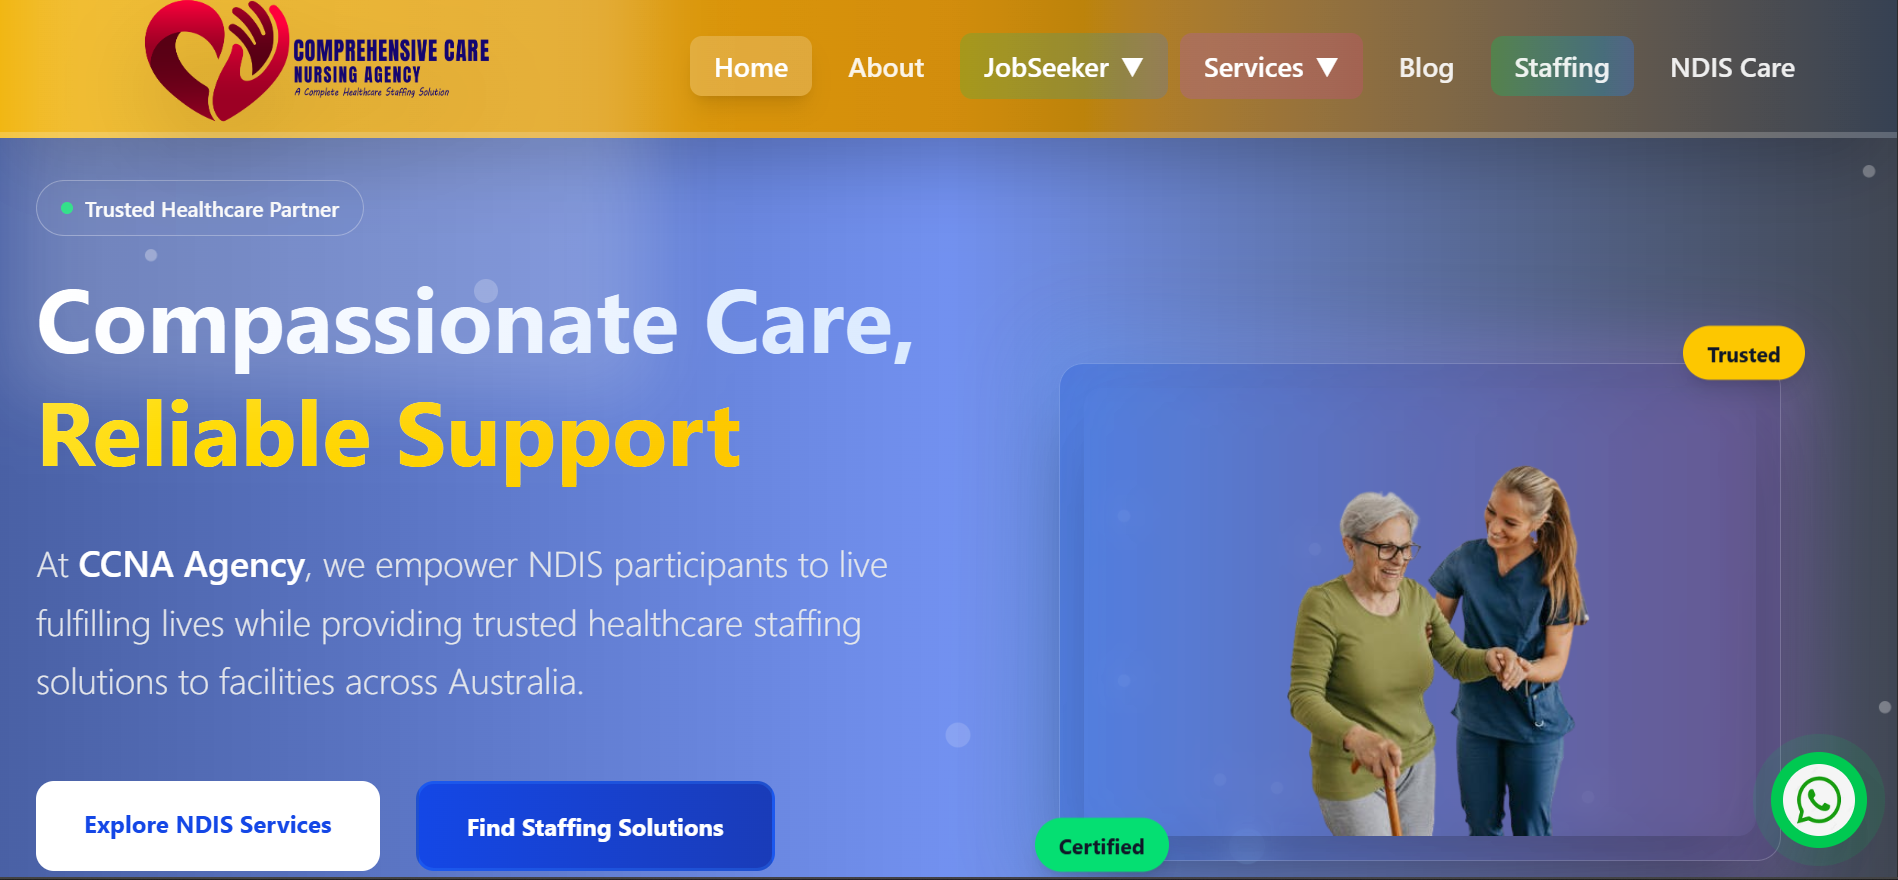 COMPREHENSIVE CARE
NURSING AGENCY
A Complete Healthcare Staffing Solution
Home
About
JobSeeker ▼
Services ▼
Blog
Staffing
NDIS Care
Trusted Healthcare Partner
Compassionate Care,
Reliable Support
At CCNA Agency, we empower NDIS participants to live
fulfilling lives while providing trusted healthcare staffing
solutions to facilities across Australia.
Explore NDIS Services
Find Staffing Solutions
Trusted
Certified